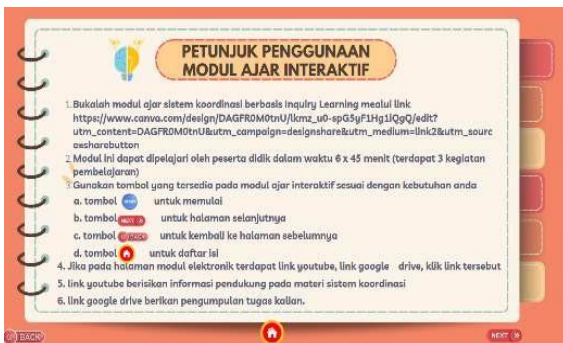 PETUNJUK PENGGUNAAN
MODUL AJAR INTERAKTIF
1. Bukalah modul ajar sistem koordinasi berbasis Inquiry Learning mealui link
https://www.canva.com/design/DAGFR0M0tnU/lkmz_u0-spG5yF1Hg1iQgQ/edit?
utm_content=DAGFR0M0tnU&utm_campaign=designshare&utm_medium=link2&utm_sourc
e=sharebutton
2. Modul ini dapat dipelajari oleh peserta didik dalam waktu 6 x 45 menit (terdapat 3 kegiatan
pembelajaran)
3. Gunakan tombol yang tersedia pada modul ajar interaktif sesuai dengan kebutuhan anda
a. tombol untuk memulai
b. tombol NEXT untuk halaman selanjutnya
c. tombol BACK untuk kembali ke halaman sebelumnya
d. tombol untuk daftar isi
4. Jika pada halaman modul elektronik terdapat link youtube, link google drive, klik link tersebut
5. link youtube berisikan informasi pendukung pada materi sistem koordinasi
6. link google drive berikan pengumpulan tugas kalian.
BACK
NEXT